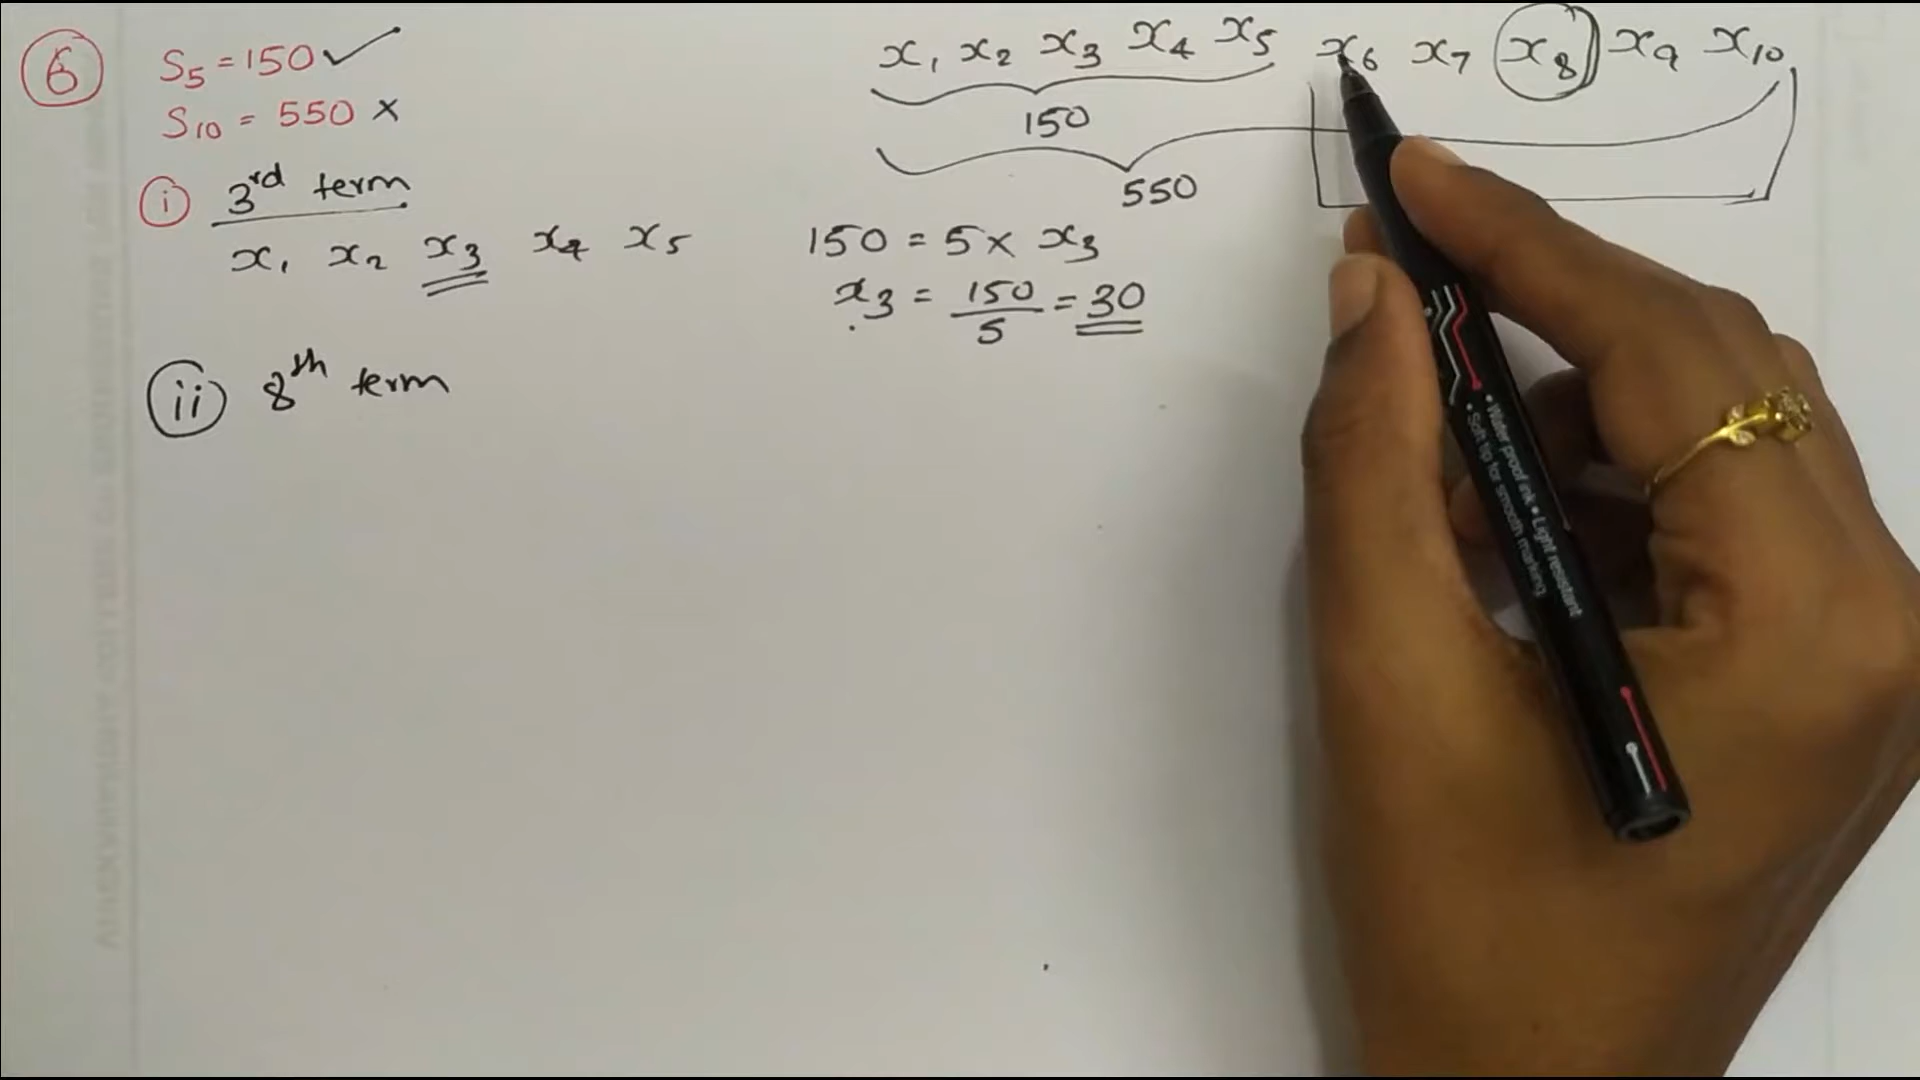 6
S5 = 150 ✓
S10 = 550 ×
x1 x2 x3 x4 x5 x6 x7 x8 x9 x10
150
550
i 3rd term
x1 x2 x3 x4 x5
150 = 5 × x3
x3 = 150/5 = 30
ii 8th term
• Water proof ink • Light resistant
• Soft tip for smooth marking